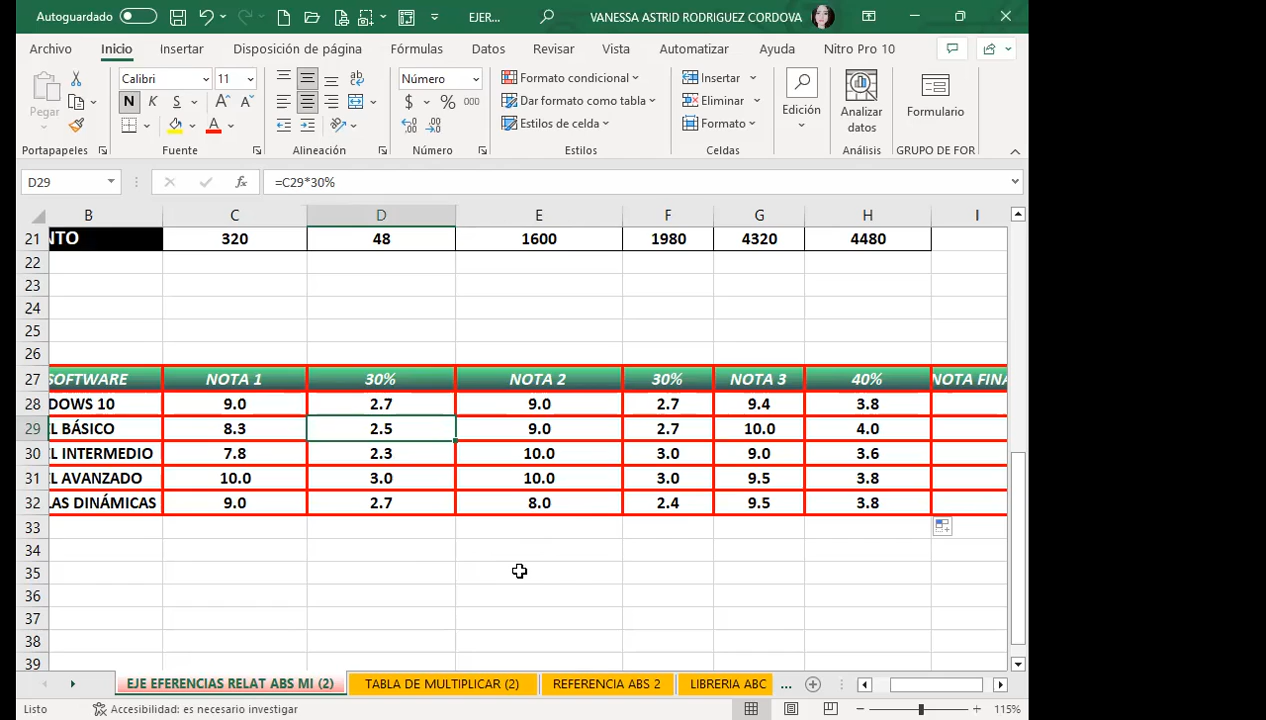 Autoguardado EJER... VANESSA ASTRID RODRIGUEZ CORDOVA
Archivo Inicio Insertar Disposición de página Fórmulas Datos Revisar Vista Automatizar Ayuda Nitro Pro 10
Pegar
Calibri 11
N K S
A A
A
ab
Número
$ % 000
Formato condicional
Dar formato como tabla
Estilos de celda
Insertar
Eliminar
Formato
Edición
Analizar datos
Formulario
Portapapeles Fuente Alineación Número Estilos Celdas Análisis GRUPO DE FOR
D29 fx =C29*30%
B C D E F G H I
21 NTO 320 48 1600 1980 4320 4480
22
23
24
25
26
27 SOFTWARE NOTA 1 30% NOTA 2 30% NOTA 3 40% NOTA FINA
28 DOWS 10 9.0 2.7 9.0 2.7 9.4 3.8
29 L BÁSICO 8.3 2.5 9.0 2.7 10.0 4.0
30 L INTERMEDIO 7.8 2.3 10.0 3.0 9.0 3.6
31 L AVANZADO 10.0 3.0 10.0 3.0 9.5 3.8
32 AS DINÁMICAS 9.0 2.7 8.0 2.4 9.5 3.8
33
34
35
36
37
38
39
EJE EFERENCIAS RELAT ABS MI (2) TABLA DE MULTIPLICAR (2) REFERENCIA ABS 2 LIBRERIA ABC ...
Listo Accesibilidad: es necesario investigar 115%